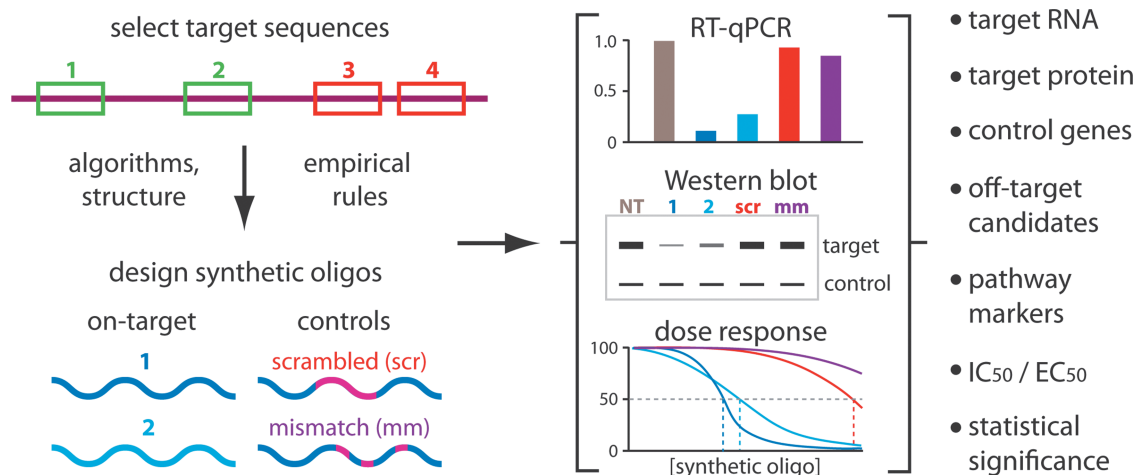 select target sequences
1
2
3
4
algorithms,
structure
empirical
rules
design synthetic oligos
on-target
controls
1
scrambled (scr)
2
mismatch (mm)
RT-qPCR
1.0
0.5
0
Western blot
NT 1 2 scr mm
target
control
dose response
100
50
0
[synthetic oligo]
• target RNA
• target protein
• control genes
• off-target
candidates
• pathway
markers
• IC50 / EC50
• statistical
significance